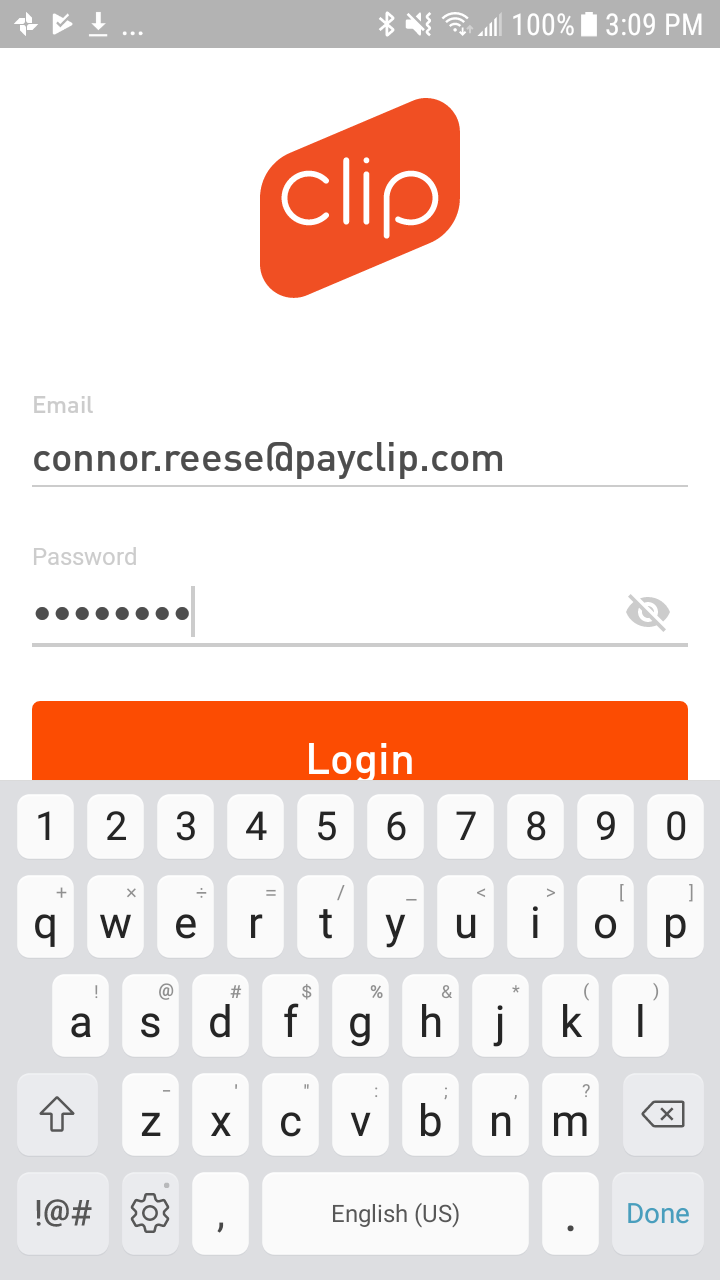 ... 100% 3:09 PM
clip
Email
connor.reese@payclip.com
Password
••••••••
Login
1 2 3 4 5 6 7 8 9 0
+ × ÷ = / _ < > [ ]
q w e r t y u i o p
! @ # $ % & * ( )
a s d f g h j k l
- ' " : ; , ?
z x c v b n m
!@# , English (US) . Done